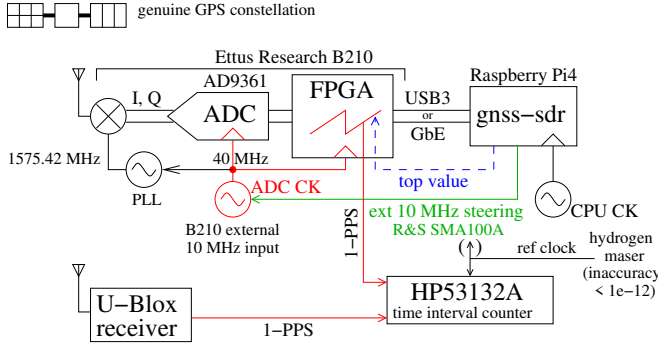 genuine GPS constellation
Ettus Research B210
AD9361
FPGA
Raspberry Pi4
I, Q
ADC
USB3
or
GbE
gnss-sdr
1575.42 MHz
40 MHz
PLL
ADC CK
top value
CPU CK
B210 external
10 MHz input
ext 10 MHz steering
R&S SMA100A
1-PPS
( )
ref clock
hydrogen
maser
(inaccuracy
< 1e-12)
U-Blox
receiver
1-PPS
HP53132A
time interval counter